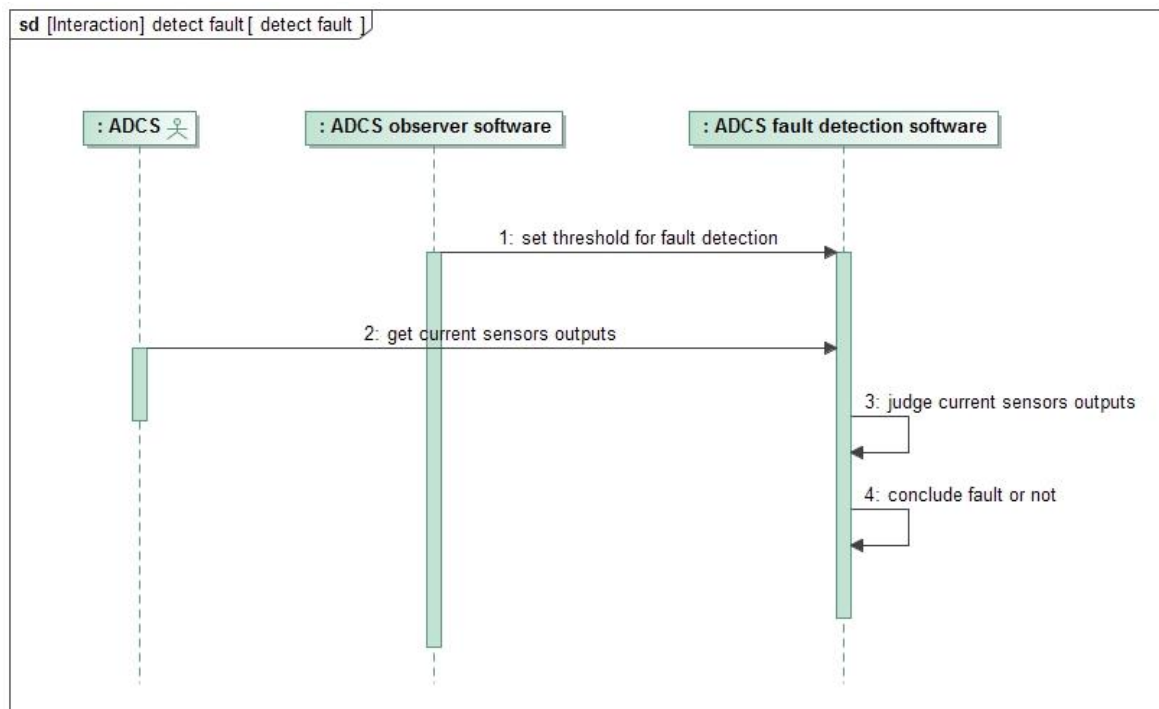 sd [Interaction] detect fault [ detect fault ]
: ADCS
: ADCS observer software
: ADCS fault detection software
1: set threshold for fault detection
2: get current sensors outputs
3: judge current sensors outputs
4: conclude fault or not